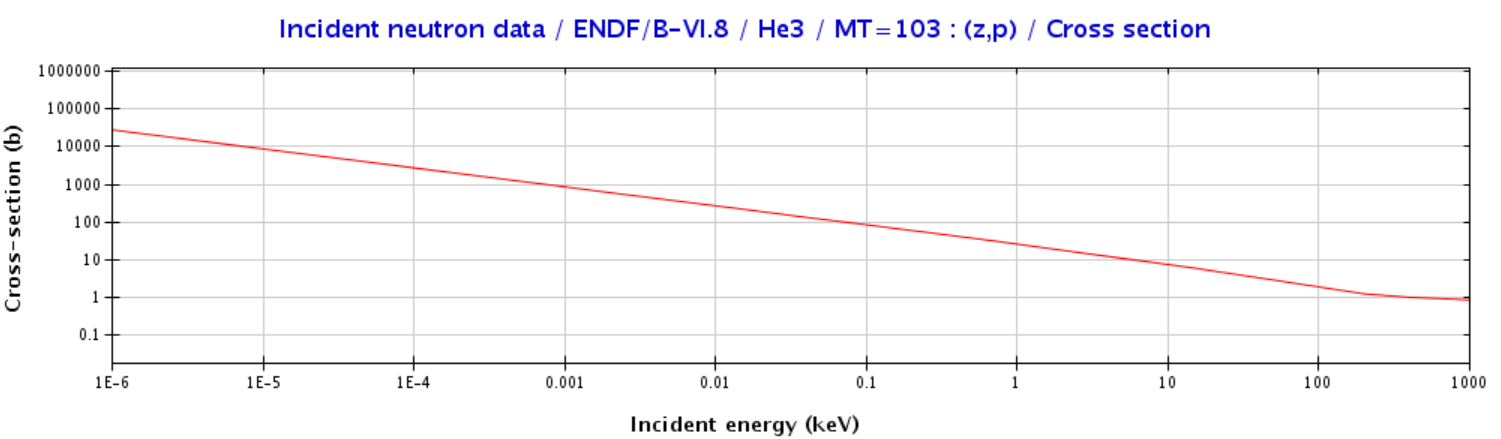 Incident neutron data / ENDF/B-VI.8 / He3 / MT=103 : (z,p) / Cross section
Cross-section (b)
1000000
100000
10000
1000
100
10
1
0.1
1E-6 1E-5 1E-4 0.001 0.01 0.1 1 10 100 1000
Incident energy (keV)